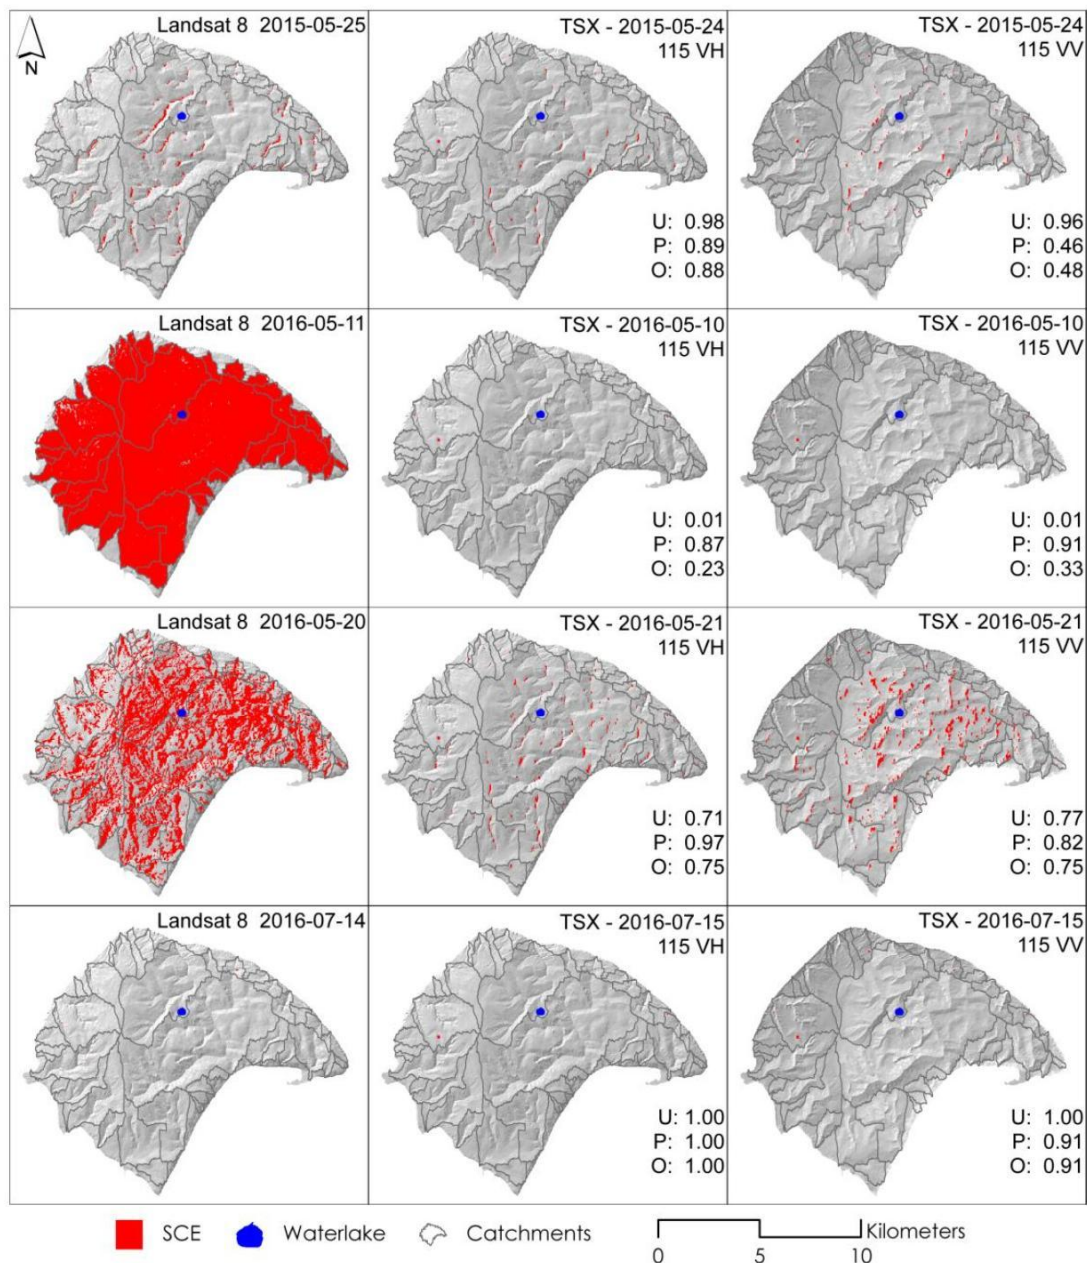 Landsat 8 2015-05-25
TSX - 2015-05-24
115 VH
TSX - 2015-05-24
115 VV
N
U: 0.98
P: 0.89
O: 0.88
U: 0.96
P: 0.46
O: 0.48
Landsat 8 2016-05-11
TSX - 2016-05-10
115 VH
TSX - 2016-05-10
115 VV
U: 0.01
P: 0.87
O: 0.23
U: 0.01
P: 0.91
O: 0.33
Landsat 8 2016-05-20
TSX - 2016-05-21
115 VH
TSX - 2016-05-21
115 VV
U: 0.71
P: 0.97
O: 0.75
U: 0.77
P: 0.82
O: 0.75
Landsat 8 2016-07-14
TSX - 2016-07-15
115 VH
TSX - 2016-07-15
115 VV
U: 1.00
P: 1.00
O: 1.00
U: 1.00
P: 0.91
O: 0.91
SCE
Waterlake
Catchments
Kilometers
0 5 10